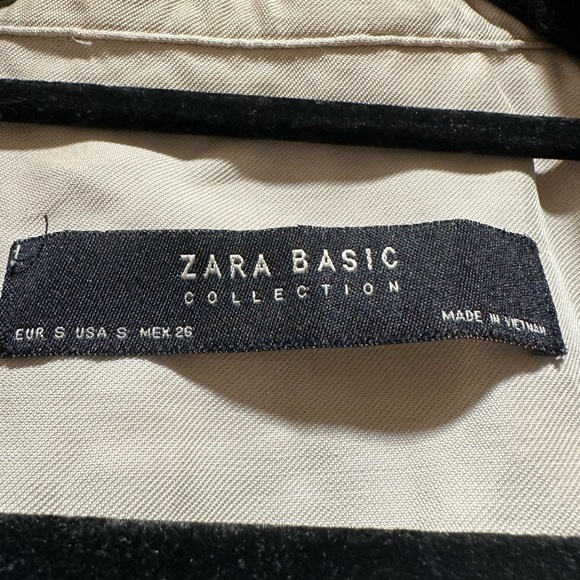 ZARA BASIC
COLLECTION
EUR S USA S MEX 26
MADE IN VIETNAM